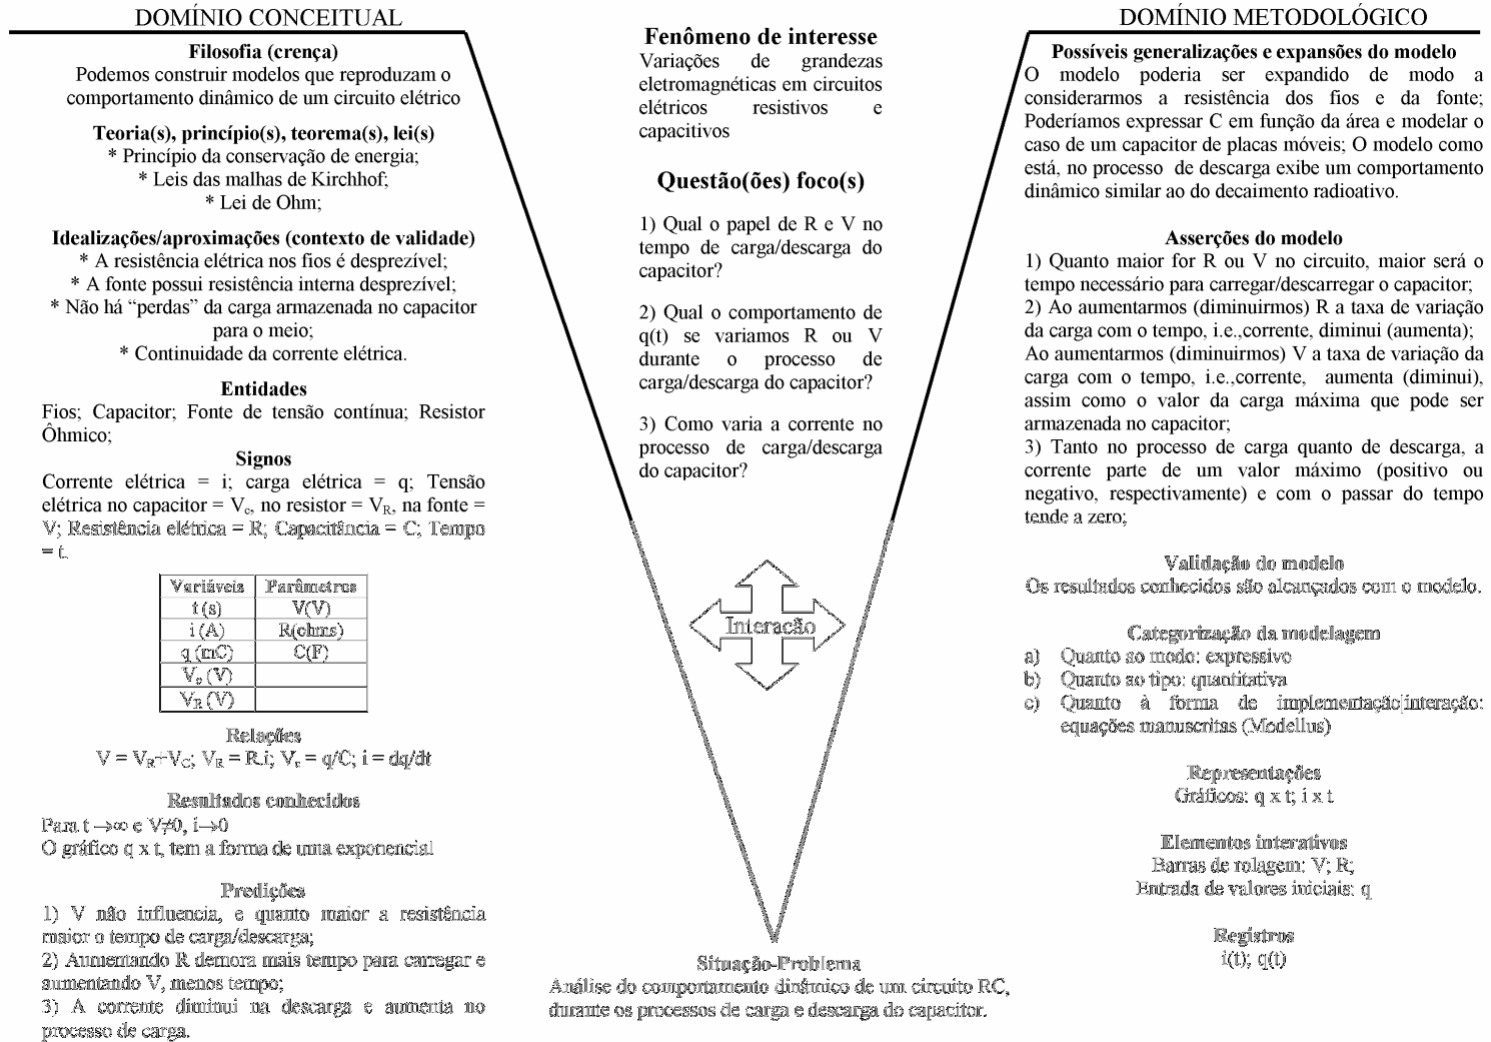 DOMÍNIO CONCEITUAL
Filosofia (crença)
Podemos construir modelos que reproduzam o
comportamento dinâmico de um circuito elétrico
Teoria(s), princípio(s), teorema(s), lei(s)
* Princípio da conservação de energia;
* Leis das malhas de Kirchhof;
* Lei de Ohm;
Idealizações/aproximações (contexto de validade)
* A resistência elétrica nos fios é desprezível;
* A fonte possui resistência interna desprezível;
* Não há “perdas” da carga armazenada no capacitor
para o meio;
* Continuidade da corrente elétrica.
Entidades
Fios; Capacitor; Fonte de tensão contínua; Resistor
Ôhmico;
Signos
Corrente elétrica = i; carga elétrica = q; Tensão
elétrica no capacitor = Vc, no resistor = VR, na fonte =
V; Resistência elétrica = R; Capacitância = C; Tempo
= t.
Variáveis Parâmetros
t (s) V(V)
i (A) R(ohms)
q (mC) C(F)
Vc (V)
VR (V)
Relações
V = VR+VC; VR = R.i; Vc = q/C; i = dq/dt
Resultados conhecidos
Para t →∞ e V≠0, i→0
O gráfico q x t, tem a forma de uma exponencial
Predições
1) V não influencia, e quanto maior a resistência
maior o tempo de carga/descarga;
2) Aumentando R demora mais tempo para carregar e
aumentando V, menos tempo;
3) A corrente diminui na descarga e aumenta no
processo de carga.
Fenômeno de interesse
Variações de grandezas
eletromagnéticas em circuitos
elétricos resistivos e
capacitivos
Questão(ões) foco(s)
1) Qual o papel de R e V no
tempo de carga/descarga do
capacitor?
2) Qual o comportamento de
q(t) se variamos R ou V
durante o processo de
carga/descarga do capacitor?
3) Como varia a corrente no
processo de carga/descarga
do capacitor?
Interação
Situação-Problema
Análise do comportamento dinâmico de um circuito RC,
durante os processos de carga e descarga do capacitor.
DOMÍNIO METODOLÓGICO
Possíveis generalizações e expansões do modelo
O modelo poderia ser expandido de modo a
considerarmos a resistência dos fios e da fonte;
Poderíamos expressar C em função da área e modelar o
caso de um capacitor de placas móveis; O modelo como
está, no processo de descarga exibe um comportamento
dinâmico similar ao do decaimento radioativo.
Asserções do modelo
1) Quanto maior for R ou V no circuito, maior será o
tempo necessário para carregar/descarregar o capacitor;
2) Ao aumentarmos (diminuirmos) R a taxa de variação
da carga com o tempo, i.e.,corrente, diminui (aumenta);
Ao aumentarmos (diminuirmos) V a taxa de variação da
carga com o tempo, i.e.,corrente, aumenta (diminui),
assim como o valor da carga máxima que pode ser
armazenada no capacitor;
3) Tanto no processo de carga quanto de descarga, a
corrente parte de um valor máximo (positivo ou
negativo, respectivamente) e com o passar do tempo
tende a zero;
Validação do modelo
Os resultados conhecidos são alcançados com o modelo.
Categorização da modelagem
a) Quanto ao modo: expressivo
b) Quanto ao tipo: quantitativa
c) Quanto à forma de implementação|interação:
equações manuscritas (Modellus)
Representações
Gráficos: q x t; i x t
Elementos interativos
Barras de rolagem: V; R;
Entrada de valores iniciais: q
Registros
i(t); q(t)